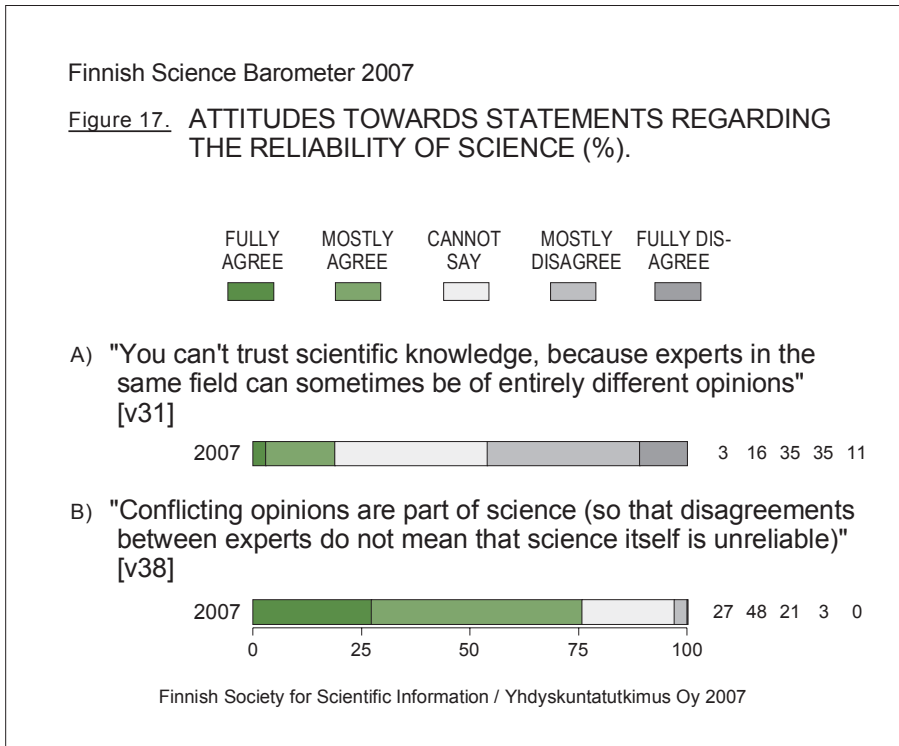 Finnish Science Barometer 2007
Figure 17. ATTITUDES TOWARDS STATEMENTS REGARDING
THE RELIABILITY OF SCIENCE (%).
FULLY AGREE MOSTLY AGREE CANNOT SAY MOSTLY DISAGREE FULLY DIS-AGREE
A) "You can't trust scientific knowledge, because experts in the
same field can sometimes be of entirely different opinions"
[v31]
2007 3 16 35 35 11
B) "Conflicting opinions are part of science (so that disagreements
between experts do not mean that science itself is unreliable)"
[v38]
2007 27 48 21 3 0
0 25 50 75 100
Finnish Society for Scientific Information / Yhdyskuntatutkimus Oy 2007